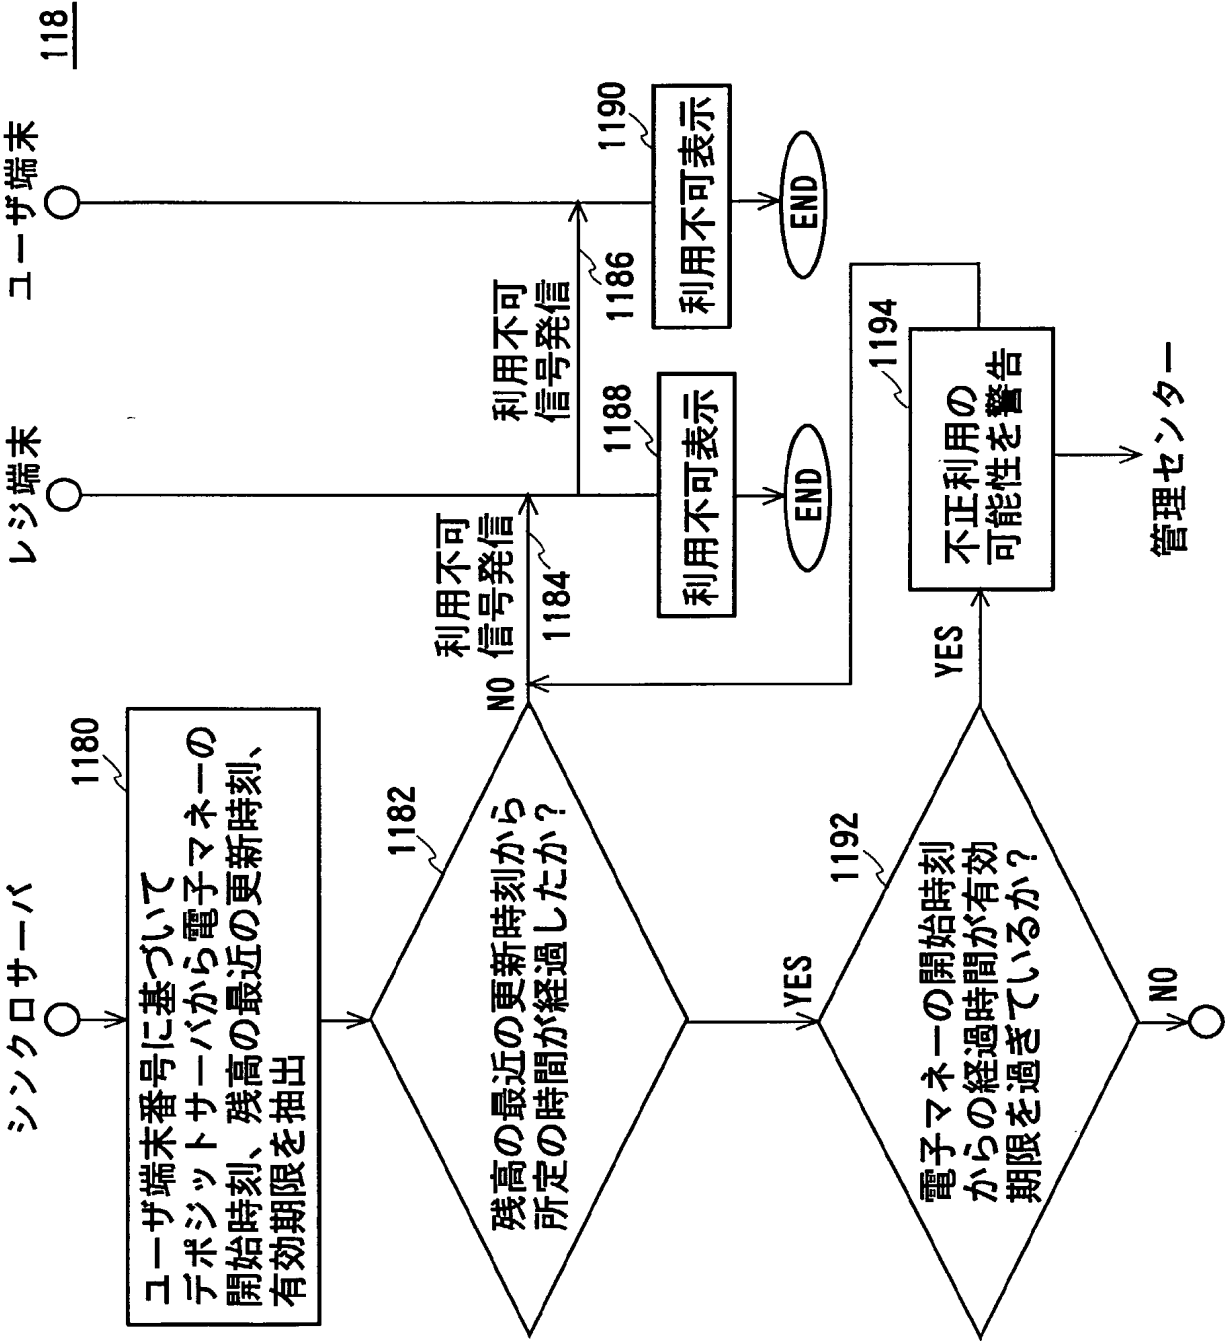 118
シンクロサーバ
レジ端末
ユーザ端末
1180
ユーザ端末番号に基づいて
デポジットサーバから電子マネーの
開始時刻、残高の最近の更新時刻、
有効期限を抽出
1182
残高の最近の更新時刻から
所定の時間が経過したか？
NO
利用不可
信号発信
1184
利用不可
信号発信
1186
1188
利用不可表示
END
1190
利用不可表示
END
YES
1192
電子マネーの開始時刻
からの経過時間が有効
期限を過ぎているか？
YES
1194
不正利用の
可能性を警告
管理センター
NO